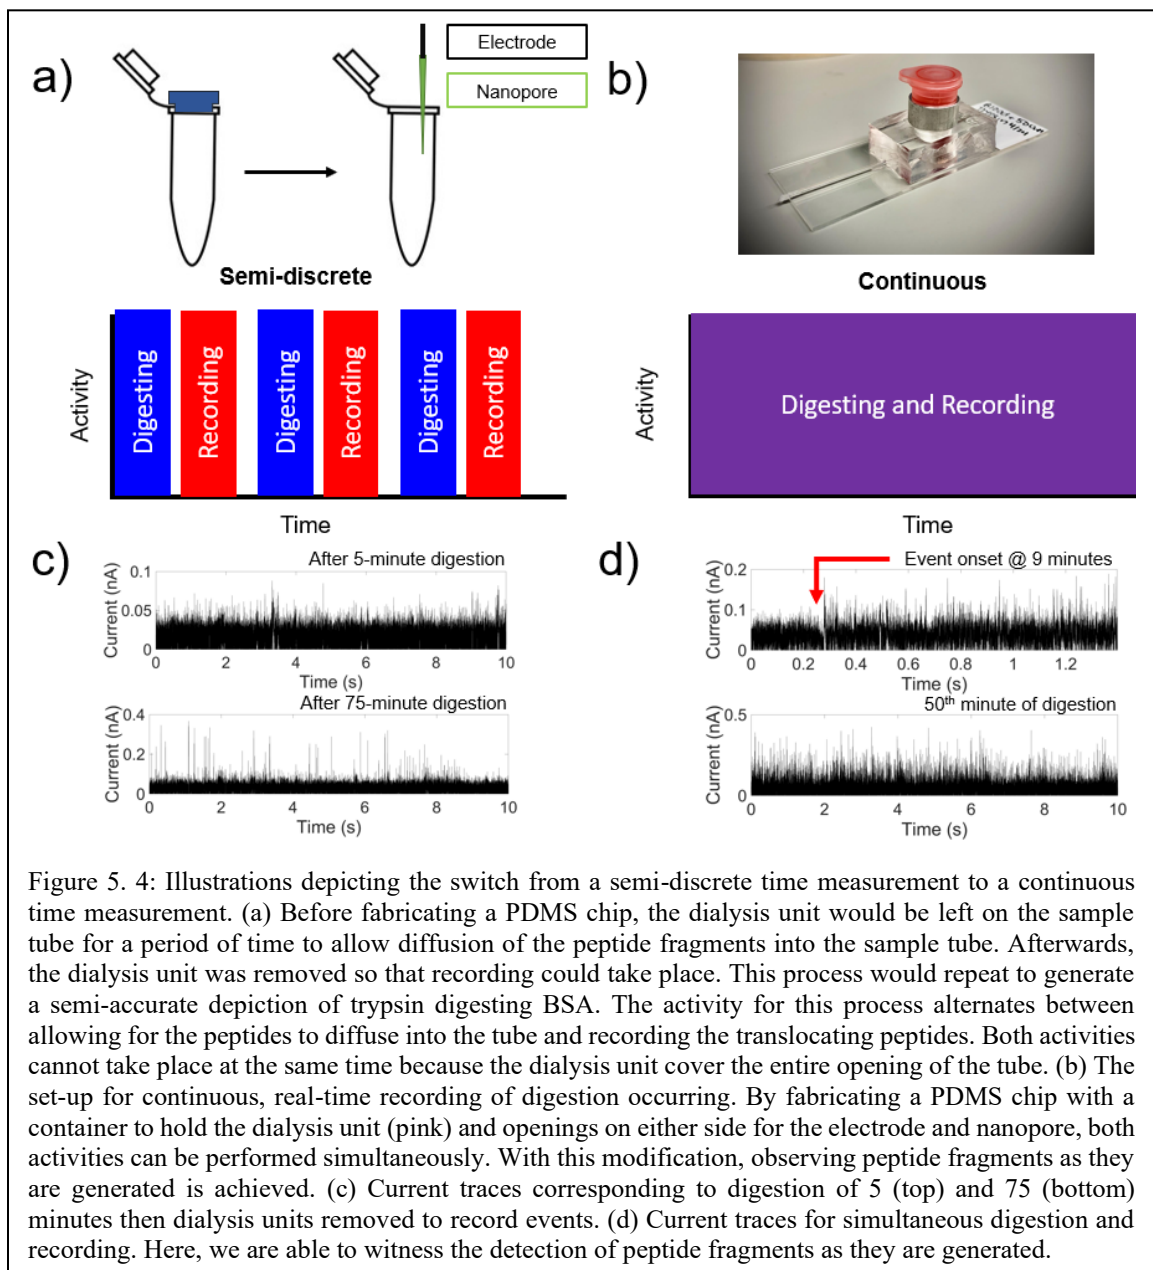 a)
Electrode
Nanopore
b)
Semi-discrete
Continuous
Activity
Digesting
Recording
Digesting
Recording
Digesting
Recording
Time
Activity
Digesting and Recording
Time
c)
After 5-minute digestion
Current (nA)
0.1
0.05
0
0 2 4 6 8 10
Time (s)
After 75-minute digestion
Current (nA)
0.4
0.2
0
0 2 4 6 8 10
Time (s)
d)
Event onset @ 9 minutes
Current (nA)
0.2
0.1
0
0 0.2 0.4 0.6 0.8 1 1.2
Time (s)
50th minute of digestion
Current (nA)
0.5
0
0 2 4 6 8 10
Time (s)
Figure 5. 4: Illustrations depicting the switch from a semi-discrete time measurement to a continuous
time measurement. (a) Before fabricating a PDMS chip, the dialysis unit would be left on the sample
tube for a period of time to allow diffusion of the peptide fragments into the sample tube. Afterwards,
the dialysis unit was removed so that recording could take place. This process would repeat to generate
a semi-accurate depiction of trypsin digesting BSA. The activity for this process alternates between
allowing for the peptides to diffuse into the tube and recording the translocating peptides. Both activities
cannot take place at the same time because the dialysis unit cover the entire opening of the tube. (b) The
set-up for continuous, real-time recording of digestion occurring. By fabricating a PDMS chip with a
container to hold the dialysis unit (pink) and openings on either side for the electrode and nanopore, both
activities can be performed simultaneously. With this modification, observing peptide fragments as they
are generated is achieved. (c) Current traces corresponding to digestion of 5 (top) and 75 (bottom)
minutes then dialysis units removed to record events. (d) Current traces for simultaneous digestion and
recording. Here, we are able to witness the detection of peptide fragments as they are generated.